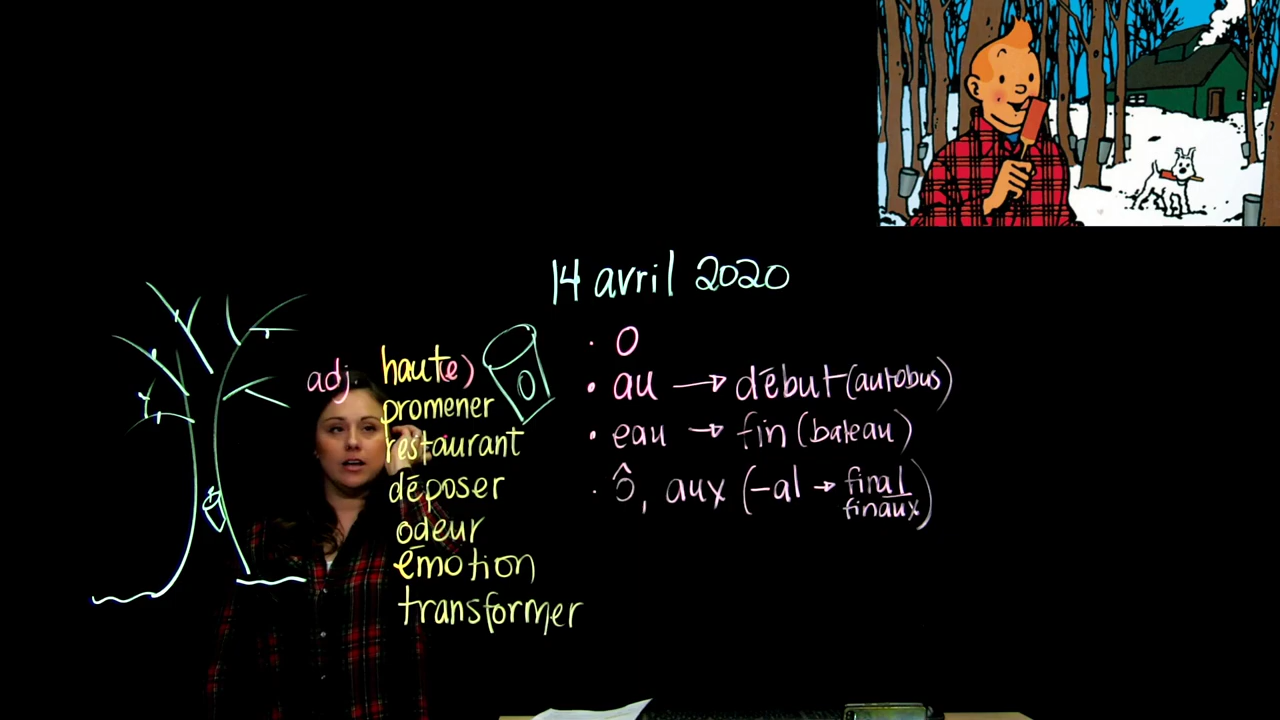 14 avril 2020
adj. haut(e)
promener
restaurant
déposer
odeur
émotion
transformer
O
• O
• au → début (autobus)
• eau → fin (bateau)
• ô, aux (-al → final
finaux)